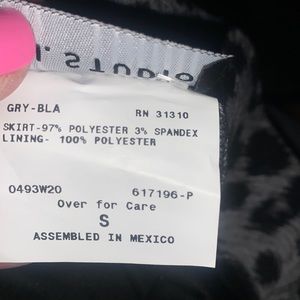 STUDIO
GRY-BLA RN 31310
SKIRT-97% POLYESTER 3% SPANDEX
LINING- 100% POLYESTER
0493W20 617196-P
Over for Care
S
ASSEMBLED IN MEXICO